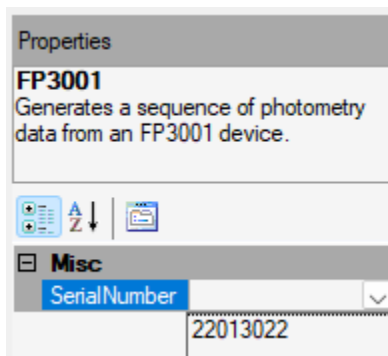 Properties
FP3001
Generates a sequence of photometry
data from an FP3001 device.
A
Z
Misc
SerialNumber
22013022